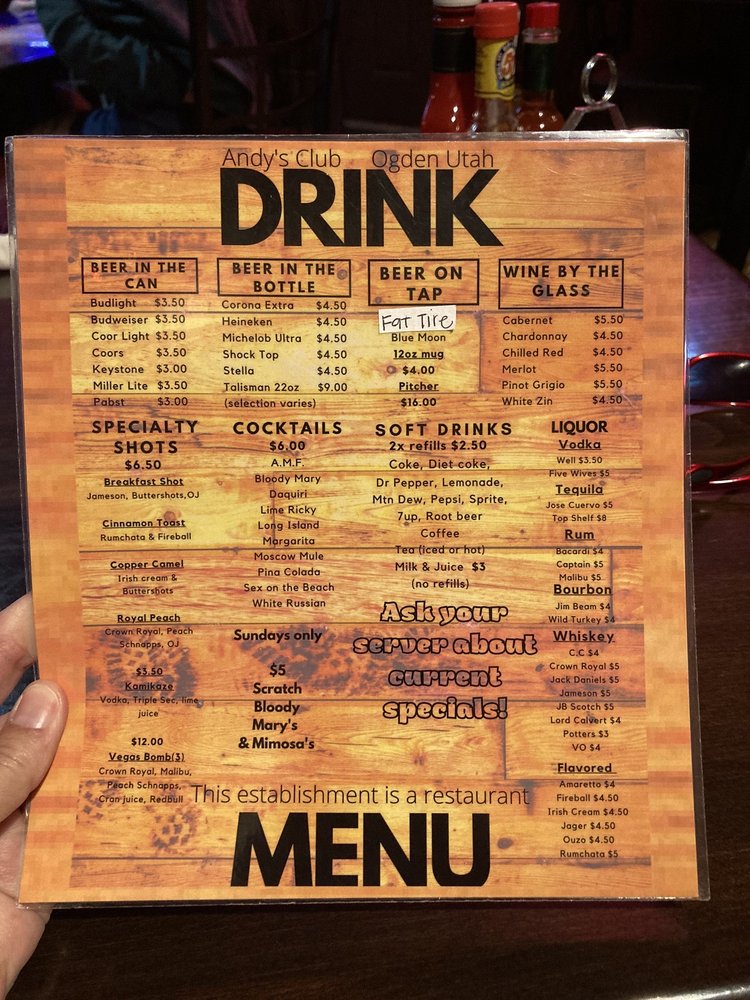 Andy's Club Ogden Utah
DRINK
BEER IN THE
CAN
Budlight $3.50
Budweiser $3.50
Coor Light $3.50
Coors $3.50
Keystone $3.00
Miller Lite $3.50
Pabst $3.00
BEER IN THE
BOTTLE
Corona Extra $4.50
Heineken $4.50
Michelob Ultra $4.50
Shock Top $4.50
Stella $4.50
Talisman 22oz $9.00
(selection varies)
BEER ON
TAP
Fat Tire
Blue Moon
12oz mug
$4.00
Pitcher
$16.00
WINE BY THE
GLASS
Cabernet $5.50
Chardonnay $4.50
Chilled Red $4.50
Merlot $5.50
Pinot Grigio $5.50
White Zin $4.50
SPECIALTY
SHOTS
$6.50
Breakfast Shot
Jameson, Buttershots,OJ
Cinnamon Toast
Rumchata & Fireball
Copper Camel
Irish cream &
Buttershots
Royal Peach
Crown Royal, Peach
Schnapps, OJ
$3.50
Kamikaze
Vodka, Triple Sec, lime
juice
$12.00
Vegas Bomb(3)
Crown Royal, Malibu,
Peach Schnapps,
Cran juice, Redbull
COCKTAILS
$6.00
A.M.F.
Bloody Mary
Daquiri
Lime Ricky
Long Island
Margarita
Moscow Mule
Pina Colada
Sex on the Beach
White Russian
Sundays only
$5
Scratch
Bloody
Mary's
& Mimosa's
SOFT DRINKS
2x refills $2.50
Coke, Diet coke,
Dr Pepper, Lemonade,
Mtn Dew, Pepsi, Sprite,
7up, Root beer
Coffee
Tea (iced or hot)
Milk & Juice $3
(no refills)
Ask your
server about
current
specials!
LIQUOR
Vodka
Well $3.50
Five Wives $5
Tequila
Jose Cuervo $5
Top Shelf $8
Rum
Bacardi $4
Captain $5
Malibu $5
Bourbon
Jim Beam $4
Wild Turkey $4
Whiskey
C.C $4
Crown Royal $5
Jack Daniels $5
Jameson $5
JB Scotch $5
Lord Calvert $4
Potters $3
VO $4
Flavored
Amaretto $4
Fireball $4.50
Irish Cream $4.50
Jager $4.50
Ouzo $4.50
Rumchata $5
This establishment is a restaurant
MENU